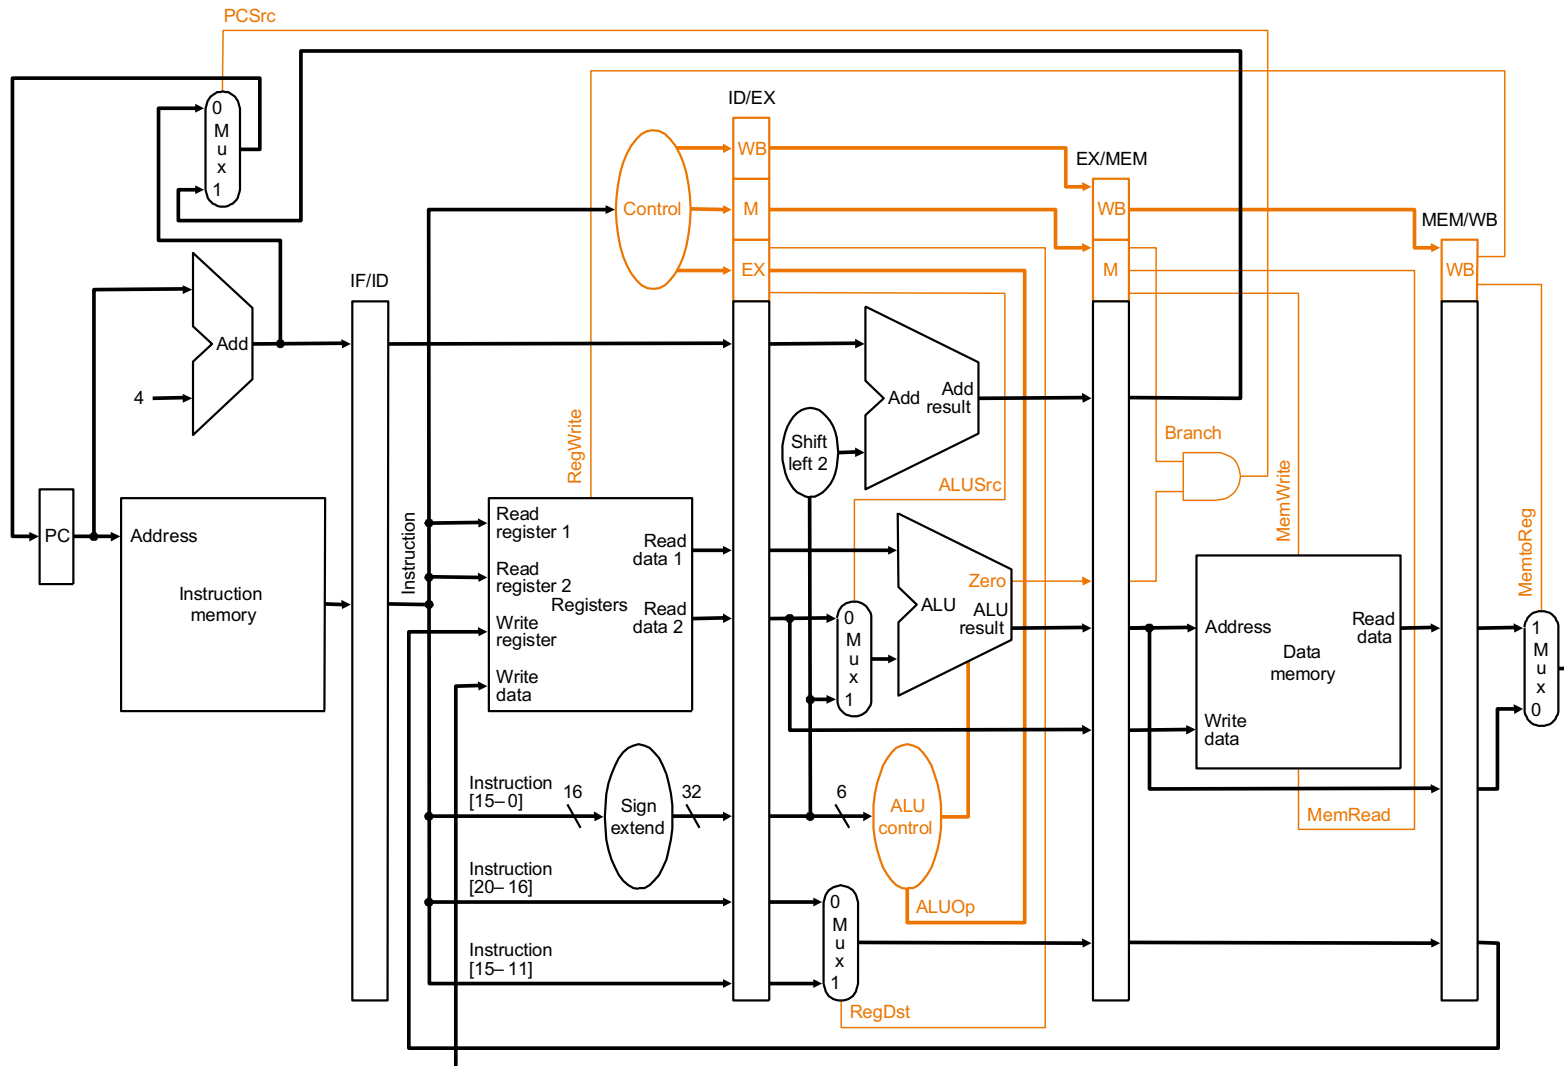 PCSrc
0
M
u
x
1
ID/EX
WB
M
EX
Control
EX/MEM
WB
M
MEM/WB
WB
IF/ID
Add
4
RegWrite
Shift
left 2
Add
Add
result
Branch
ALUSrc
MemWrite
MemtoReg
PC
Address
Instruction
memory
Instruction
Read
register 1
Read
register 2
Write
register
Write
data
Registers
Read
data 1
Read
data 2
0
M
u
x
1
Zero
ALU
ALU
result
Address
Read
data
Data
memory
Write
data
1
M
u
x
0
Instruction
[15–0]
16
Sign
extend
32
6
ALU
control
MemRead
Instruction
[20–16]
Instruction
[15–11]
0
M
u
x
1
ALUOp
RegDst